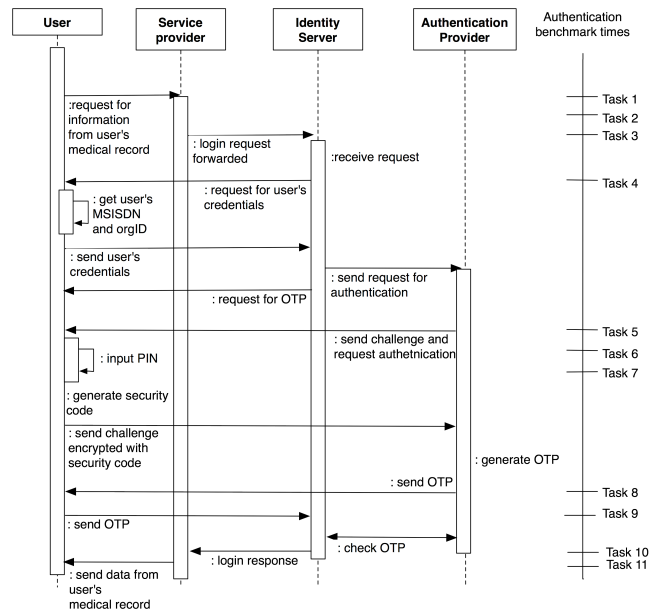 User
Service
provider
Identity
Server
Authentication
Provider
Authentication
benchmark times
:request for
information
from user's
medical record
Task 1
Task 2
Task 3
: login request
forwarded
:receive request
: request for user's
credentials
Task 4
: get user's
MSISDN
and orgID
: send user's
credentials
: send request for
authentication
: request for OTP
: send challenge and
request authetnication
Task 5
Task 6
Task 7
: input PIN
: generate security
code
: send challenge
encrypted with
security code
: generate OTP
: send OTP
Task 8
: send OTP
Task 9
: check OTP
: login response
Task 10
Task 11
: send data from
user's
medical record